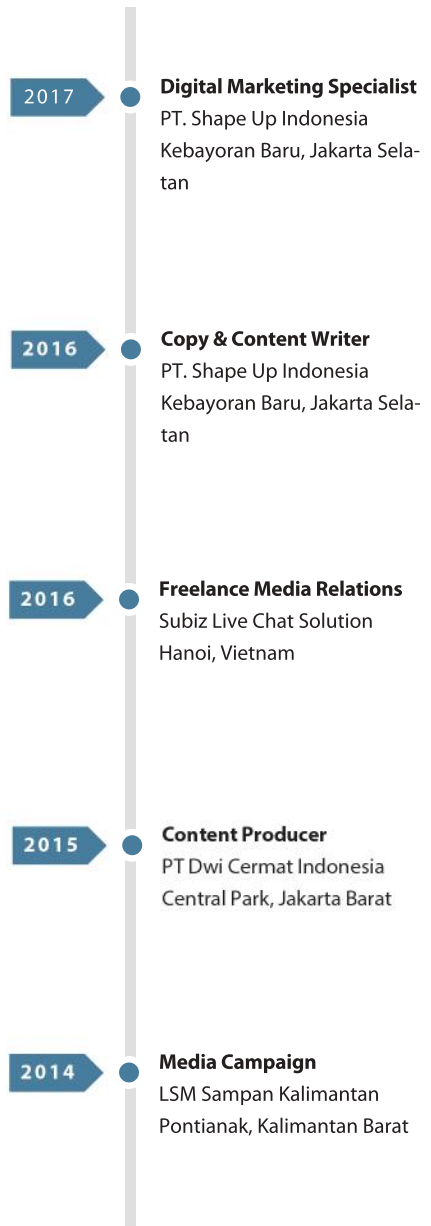 2017
Digital Marketing Specialist
PT. Shape Up Indonesia
Kebayoran Baru, Jakarta Sela-
tan
2016
Copy & Content Writer
PT. Shape Up Indonesia
Kebayoran Baru, Jakarta Sela-
tan
2016
Freelance Media Relations
Subiz Live Chat Solution
Hanoi, Vietnam
2015
Content Producer
PT Dwi Cermat Indonesia
Central Park, Jakarta Barat
2014
Media Campaign
LSM Sampan Kalimantan
Pontianak, Kalimantan Barat